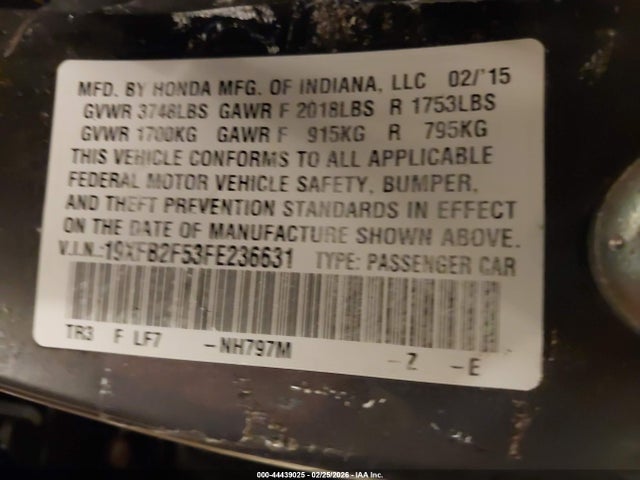 MFD. BY HONDA MFG. OF INDIANA, LLC 02/'15
GVWR 3748LBS GAWR F 2018LBS R 1753LBS
GVWR 1700KG GAWR F 915KG R 795KG
THIS VEHICLE CONFORMS TO ALL APPLICABLE
FEDERAL MOTOR VEHICLE SAFETY, BUMPER,
AND THEFT PREVENTION STANDARDS IN EFFECT
ON THE DATE OF MANUFACTURE SHOWN ABOVE.
V.I.N.:19XFB2F53FE236631 TYPE: PASSENGER CAR
TR3 F LF7 -NH797M -Z -E
000-44439025 - 02/25/2026 - IAA Inc.